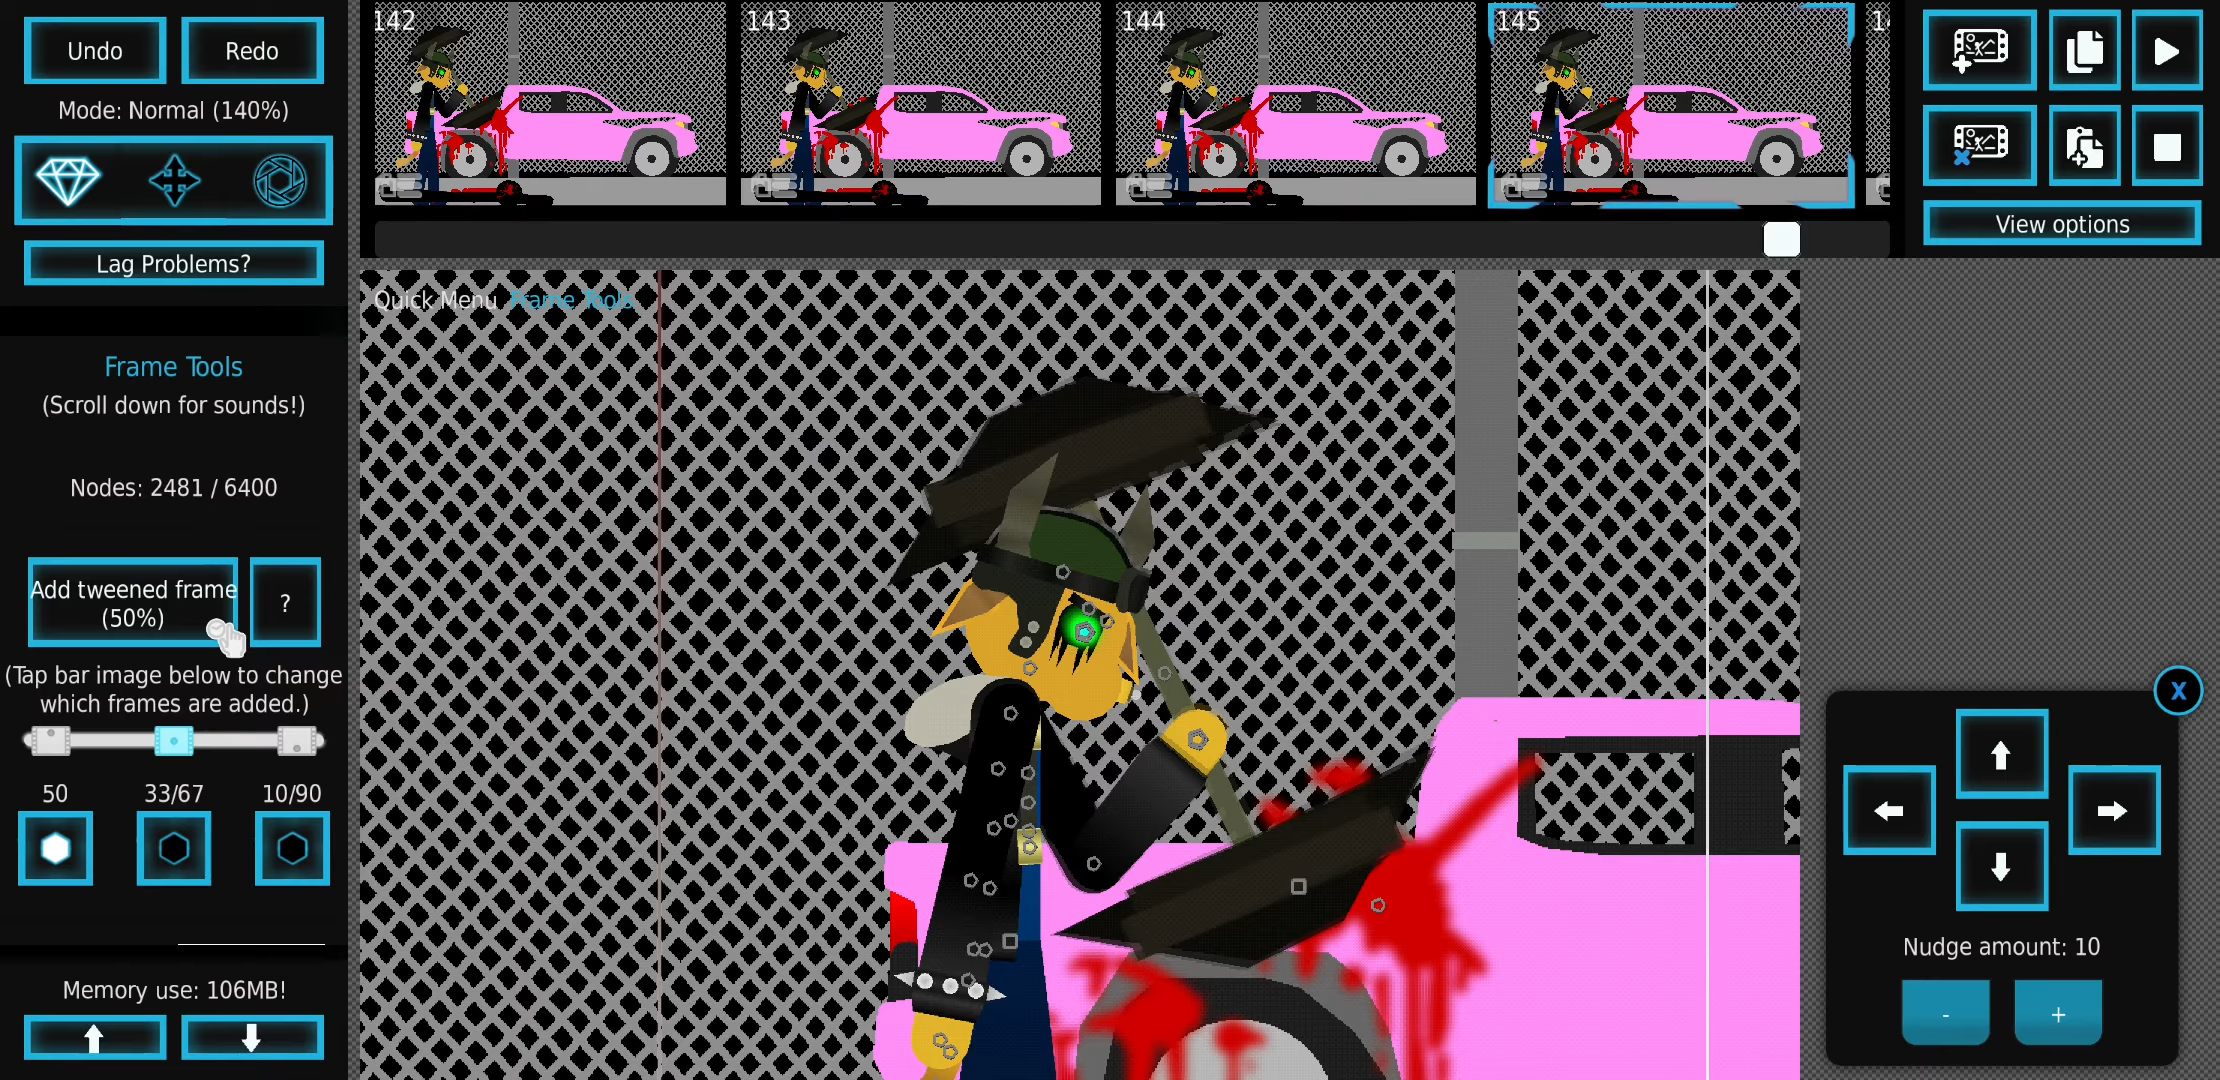 Undo
Redo
Mode: Normal (140%)
Lag Problems?
Frame Tools
(Scroll down for sounds!)
Nodes: 2481 / 6400
Add tweened frame
(50%)
?
(Tap bar image below to change
which frames are added.)
50
33/67
10/90
Memory use: 106MB!
142
143
144
145
View options
Quick Menu
Frame Tools
X
Nudge amount: 10
-
+